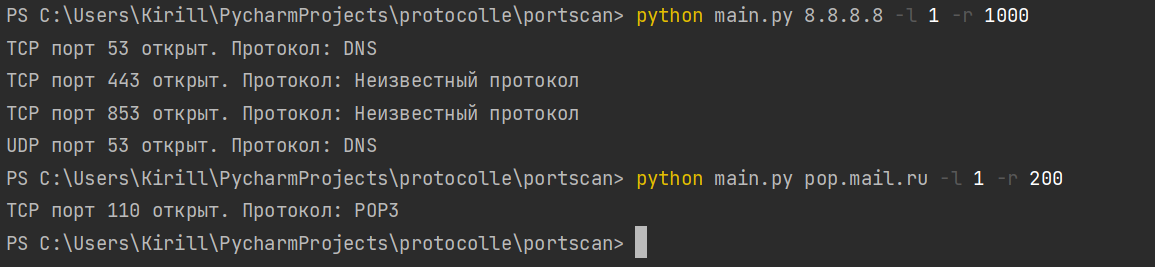 PS C:\Users\Kirill\PycharmProjects\protocolle\portscan> python main.py 8.8.8.8 -l 1 -r 1000
TCP порт 53 открыт. Протокол: DNS
TCP порт 443 открыт. Протокол: Неизвестный протокол
TCP порт 853 открыт. Протокол: Неизвестный протокол
UDP порт 53 открыт. Протокол: DNS
PS C:\Users\Kirill\PycharmProjects\protocolle\portscan> python main.py pop.mail.ru -l 1 -r 200
TCP порт 110 открыт. Протокол: POP3
PS C:\Users\Kirill\PycharmProjects\protocolle\portscan>